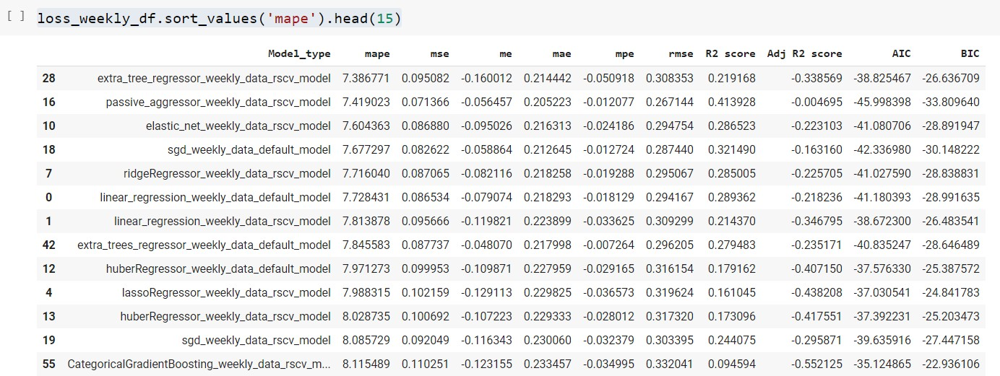 [ ] loss_weekly_df.sort_values('mape').head(15)
Model_type mape mse me mae mpe rmse R2 score Adj R2 score AIC BIC
28 extra_tree_regressor_weekly_data_rscv_model 7.386771 0.095082 -0.160012 0.214442 -0.050918 0.308353 0.219168 -0.338569 -38.825467 -26.636709
16 passive_aggressor_weekly_data_rscv_model 7.419023 0.071366 -0.056457 0.205223 -0.012077 0.267144 0.413928 -0.004695 -45.998398 -33.809640
10 elastic_net_weekly_data_rscv_model 7.604363 0.086880 -0.095026 0.216313 -0.024186 0.294754 0.286523 -0.223103 -41.080706 -28.891947
18 sgd_weekly_data_default_model 7.677297 0.082622 -0.058864 0.212645 -0.012724 0.287440 0.321490 -0.163160 -42.336980 -30.148222
7 ridgeRegressor_weekly_data_rscv_model 7.716040 0.087065 -0.082116 0.218258 -0.019288 0.295067 0.285005 -0.225705 -41.027590 -28.838831
0 linear_regression_weekly_data_default_model 7.728431 0.086534 -0.079074 0.218293 -0.018129 0.294167 0.289362 -0.218236 -41.180393 -28.991635
1 linear_regression_weekly_data_rscv_model 7.813878 0.095666 -0.119821 0.223899 -0.033625 0.309299 0.214370 -0.346795 -38.672300 -26.483541
42 extra_trees_regressor_weekly_data_default_model 7.845583 0.087737 -0.048070 0.217998 -0.007264 0.296205 0.279483 -0.235171 -40.835247 -28.646489
12 huberRegressor_weekly_data_default_model 7.971273 0.099953 -0.109871 0.227959 -0.029165 0.316154 0.179162 -0.407150 -37.576330 -25.387572
4 lassoRegressor_weekly_data_rscv_model 7.988315 0.102159 -0.129113 0.229825 -0.036573 0.319624 0.161045 -0.438208 -37.030541 -24.841783
13 huberRegressor_weekly_data_rscv_model 8.028735 0.100692 -0.107223 0.229333 -0.028012 0.317320 0.173096 -0.417551 -37.392231 -25.203473
19 sgd_weekly_data_rscv_model 8.085729 0.092049 -0.116343 0.230060 -0.032379 0.303395 0.244075 -0.295871 -39.635916 -27.447158
55 CategoricalGradientBoosting_weekly_data_rscv_m... 8.115489 0.110251 -0.123155 0.233457 -0.034995 0.332041 0.094594 -0.552125 -35.124865 -22.936106